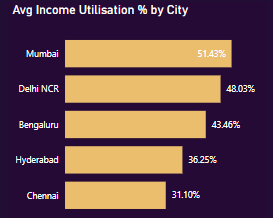 Avg Income Utilisation % by City
Mumbai 51.43%
Delhi NCR 48.03%
Bengaluru 43.46%
Hyderabad 36.25%
Chennai 31.10%